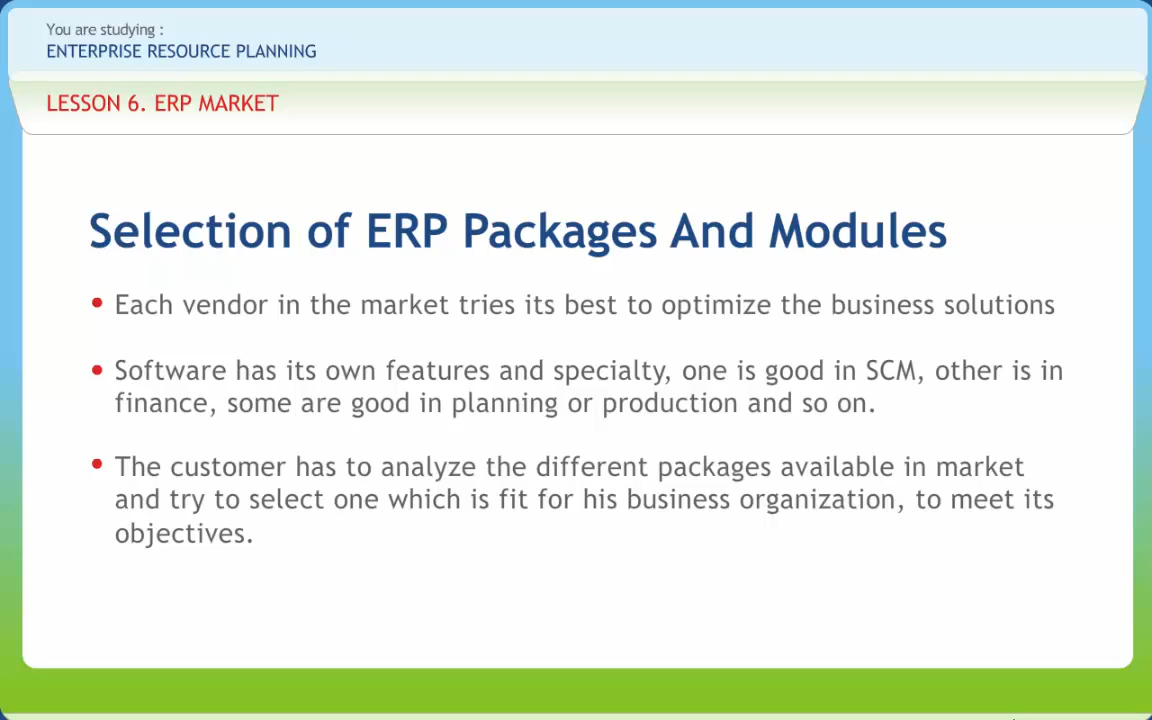 You are studying :
ENTERPRISE RESOURCE PLANNING
LESSON 6. ERP MARKET
Selection of ERP Packages And Modules
• Each vendor in the market tries its best to optimize the business solutions
• Software has its own features and specialty, one is good in SCM, other is in
finance, some are good in planning or production and so on.
• The customer has to analyze the different packages available in market
and try to select one which is fit for his business organization, to meet its
objectives.